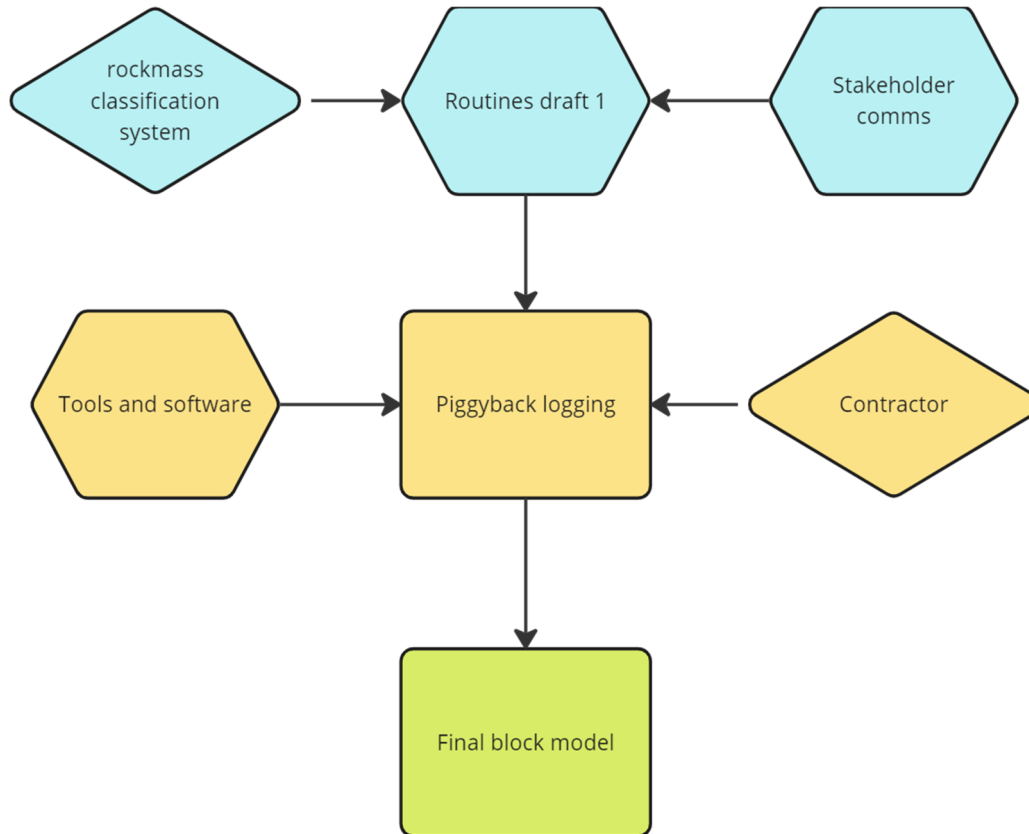 rockmass
classification
system
Routines draft 1
Stakeholder
comms
Tools and software
Piggyback logging
Contractor
Final block model